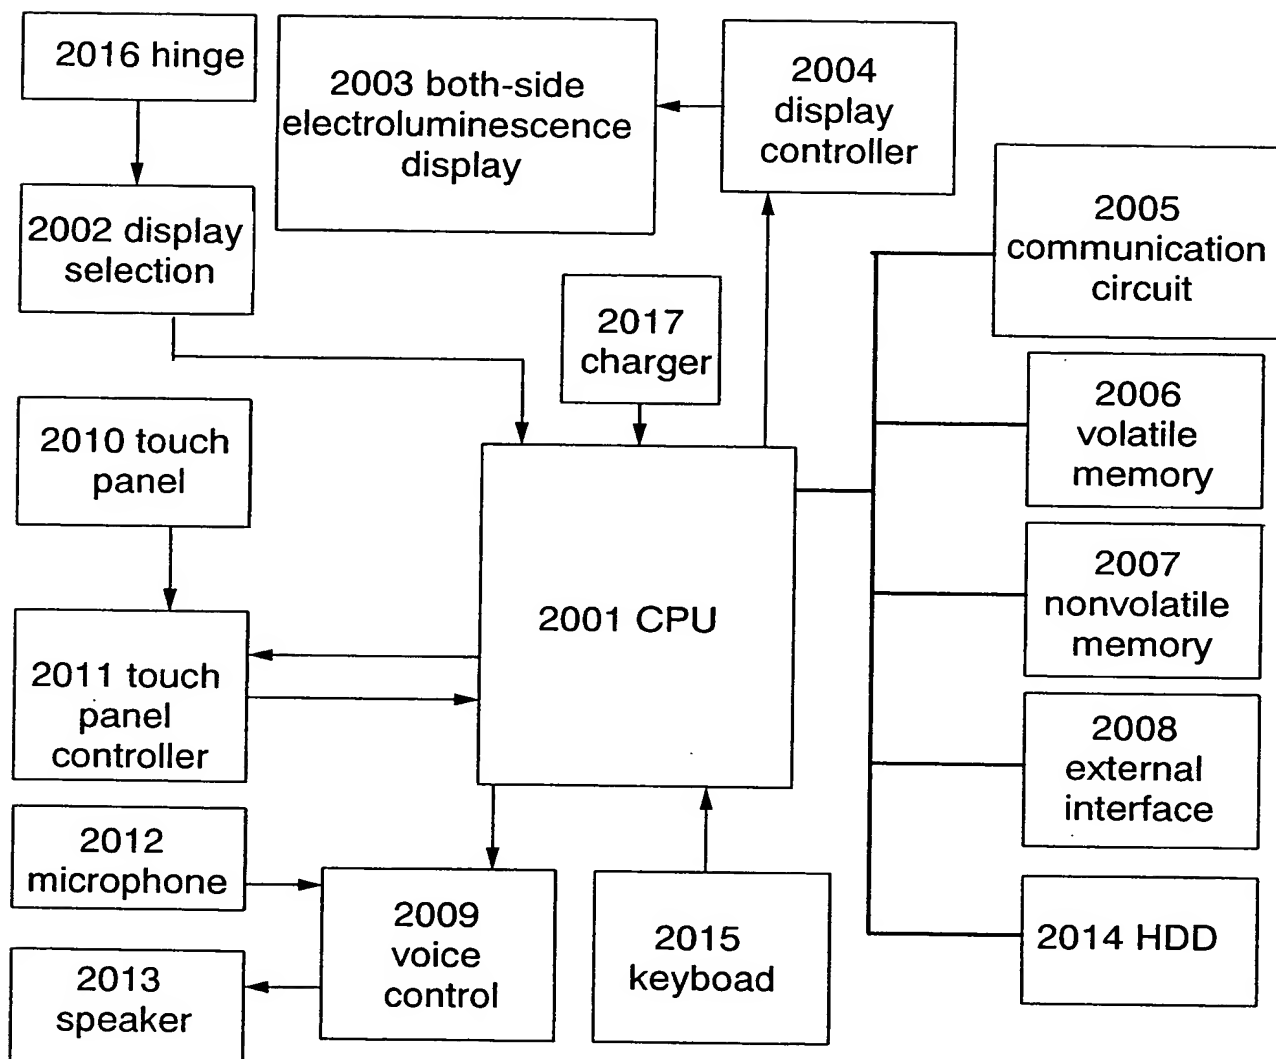 2016 hinge
2003 both-side
electroluminescence
display
2004
display
controller
2002 display
selection
2005
communication
circuit
2017
charger
2006
volatile
memory
2010 touch
panel
2001 CPU
2007
nonvolatile
memory
2011 touch
panel
controller
2008
external
interface
2012
microphone
2009
voice
control
2015
keyboad
2014 HDD
2013
speaker